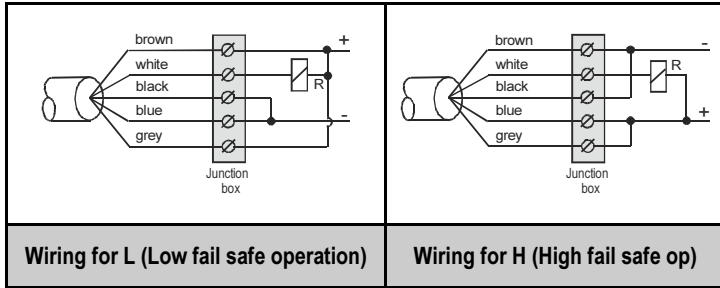 brown
white
black
blue
grey
+
R
-
Junction
box
brown
white
black
blue
grey
-
R
+
Junction
box
Wiring for L (Low fail safe operation)
Wiring for H (High fail safe op)